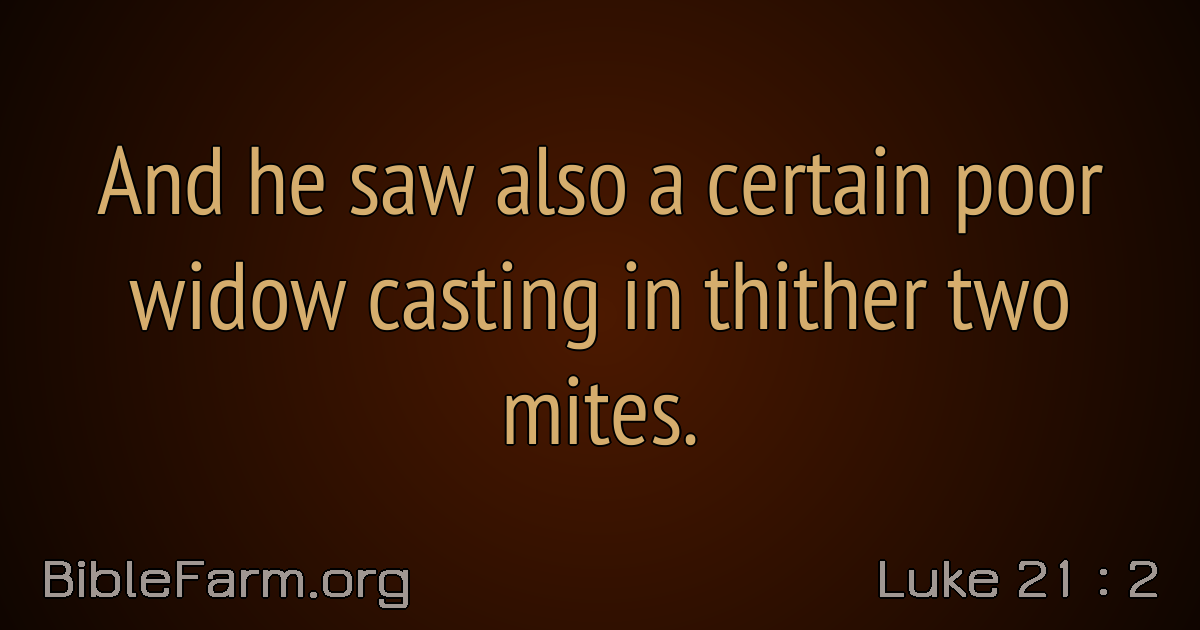 And he saw also a certain poor
widow casting in thither two
mites.
BibleFarm.org
Luke 21 : 2